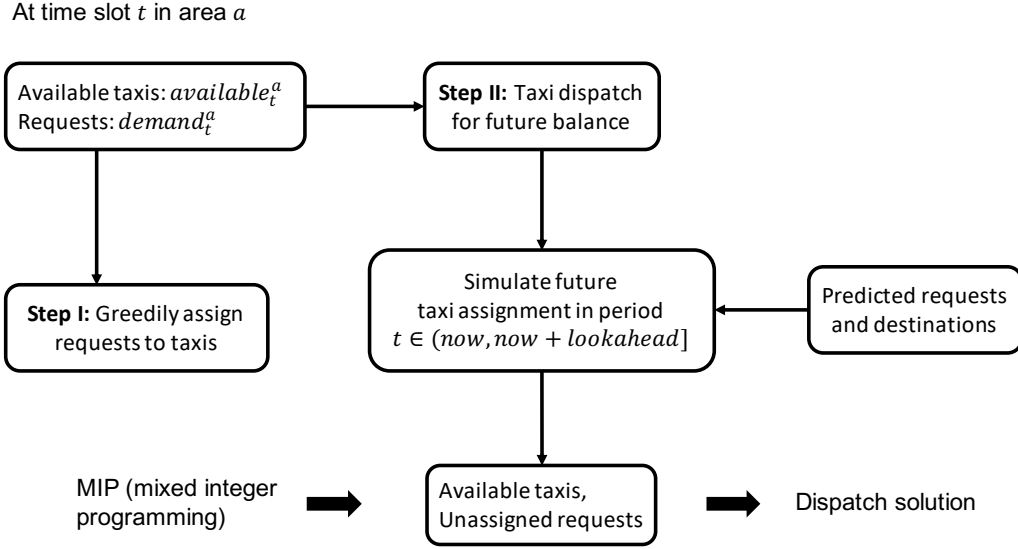 At time slot t in area a
Available taxis: available_t^a
Requests: demand_t^a
Step II: Taxi dispatch
for future balance
Step I: Greedily assign
requests to taxis
Simulate future
taxi assignment in period
t ∈ (now, now + lookahead]
Predicted requests
and destinations
MIP (mixed integer
programming)
Available taxis,
Unassigned requests
Dispatch solution